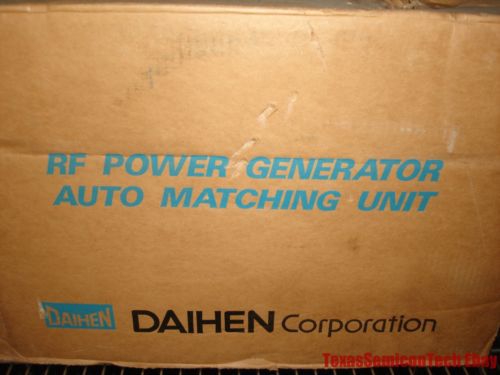 RF POWER GENERATOR
AUTO MATCHING UNIT
DAIHEN DAIHEN Corporation
TexasSemiconTech Ebay